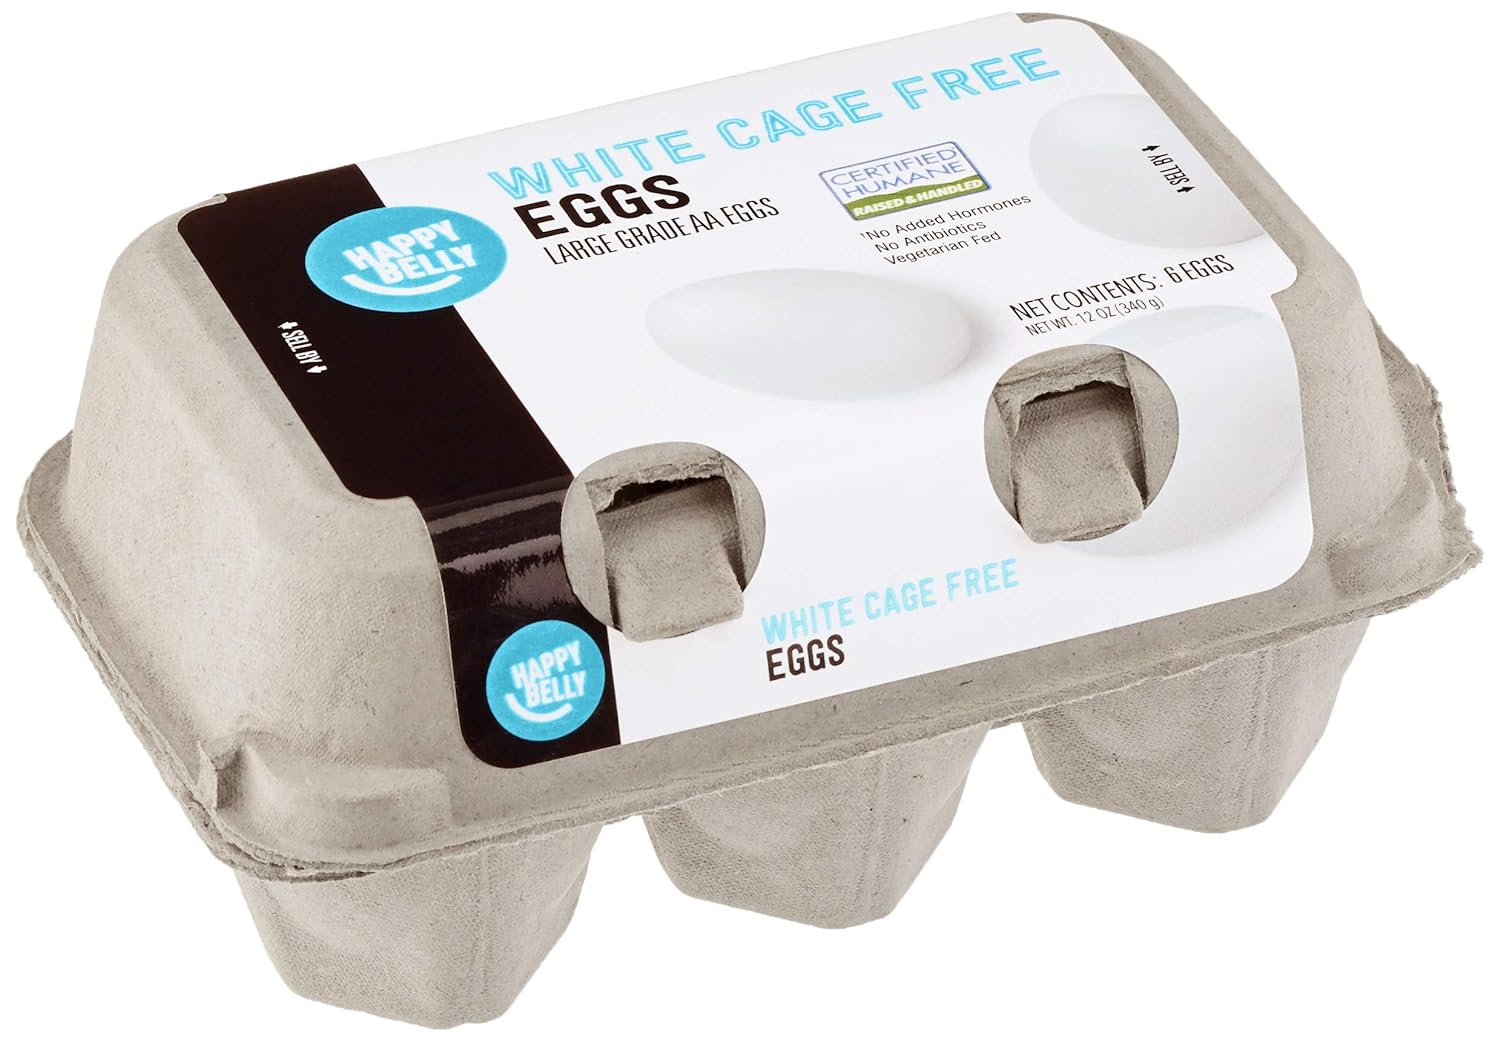 WHITE CAGE FREE
EGGS
LARGE GRADE AA EGGS
HAPPY
BELLY
SELL BY
CERTIFIED
HUMANE
RAISED & HANDLED
¹No Added Hormones
No Antibiotics
Vegetarian Fed
SELL BY
NET CONTENTS: 6 EGGS
NET WT. 12 OZ (340 g)
WHITE CAGE FREE
EGGS
HAPPY
BELLY